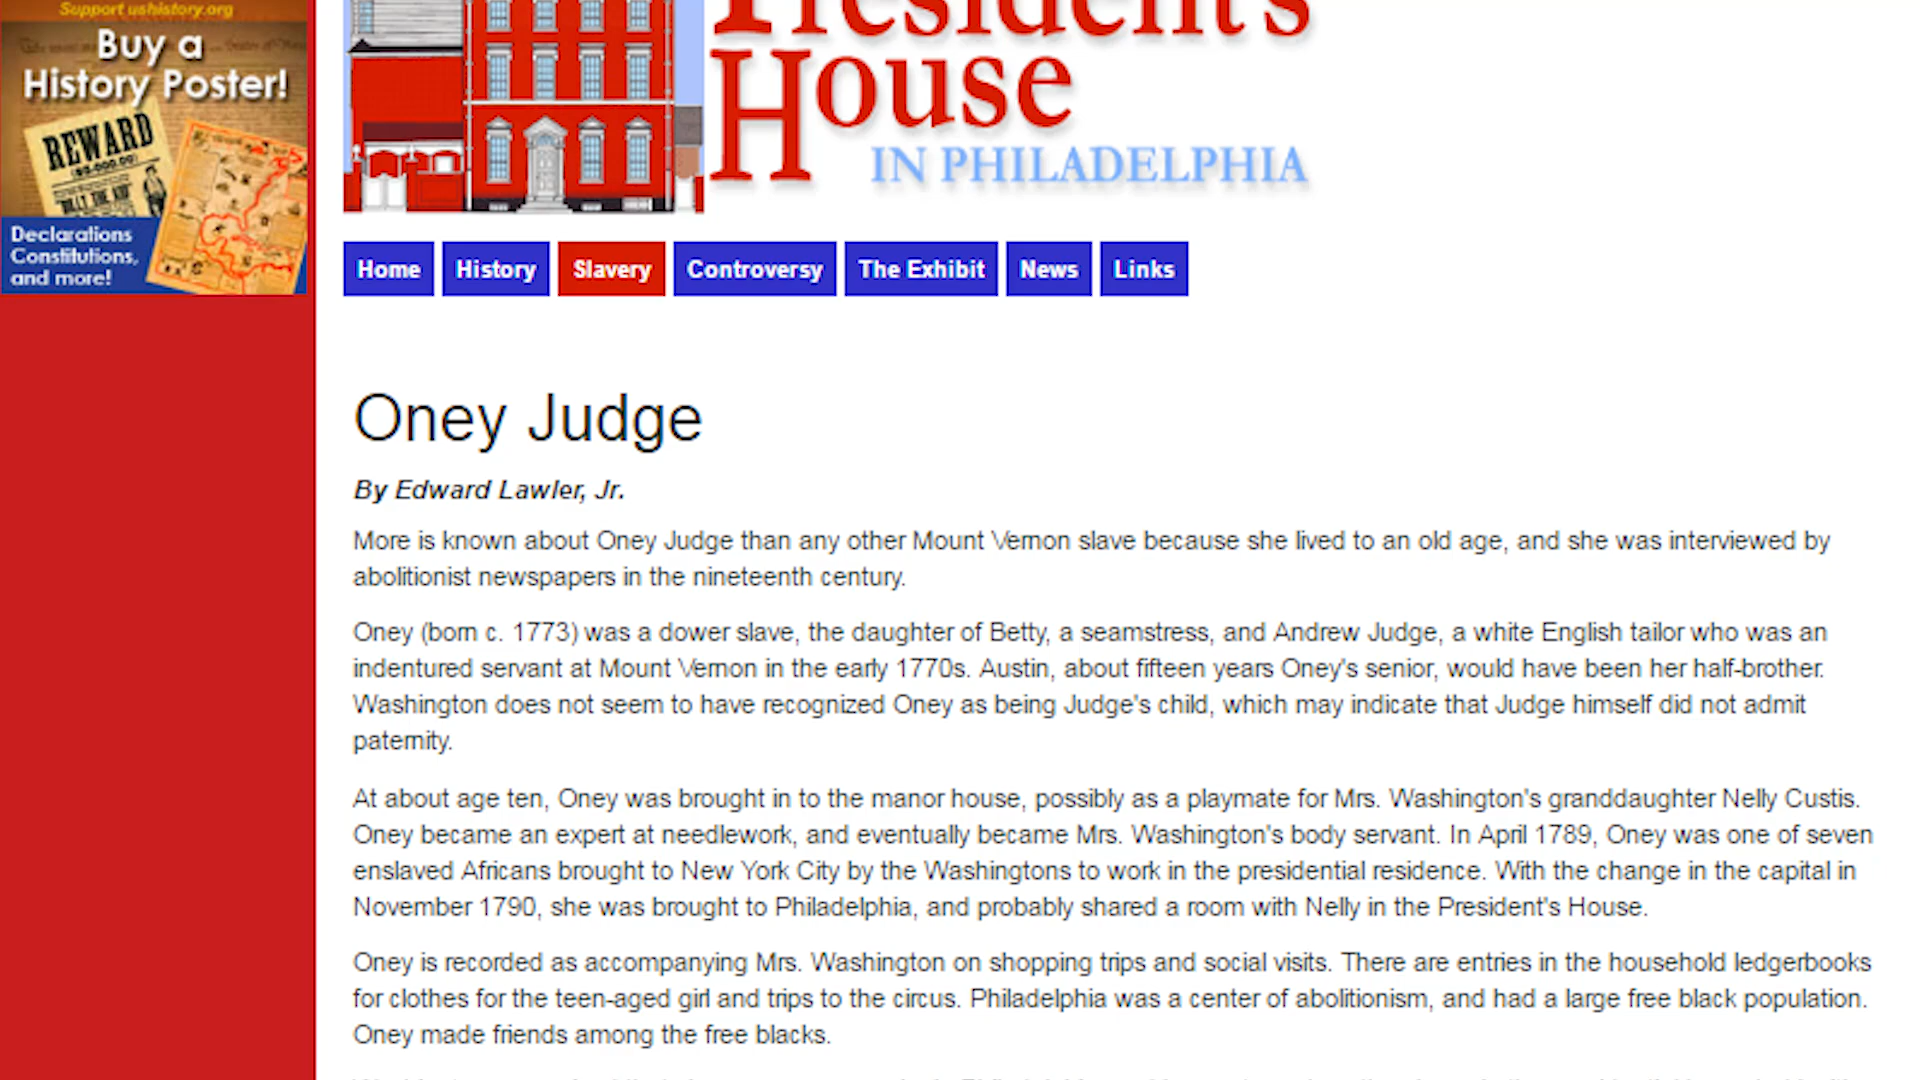 Support ushistory.org
Buy a
History Poster!
REWARD
($5,000.00)
Declarations
Constitutions,
and more!
President's
House
IN PHILADELPHIA
Home History Slavery Controversy The Exhibit News Links
Oney Judge
By Edward Lawler, Jr.
More is known about Oney Judge than any other Mount Vernon slave because she lived to an old age, and she was interviewed by
abolitionist newspapers in the nineteenth century.
Oney (born c. 1773) was a dower slave, the daughter of Betty, a seamstress, and Andrew Judge, a white English tailor who was an
indentured servant at Mount Vernon in the early 1770s. Austin, about fifteen years Oney's senior, would have been her half-brother.
Washington does not seem to have recognized Oney as being Judge's child, which may indicate that Judge himself did not admit
paternity.
At about age ten, Oney was brought in to the manor house, possibly as a playmate for Mrs. Washington's granddaughter Nelly Custis.
Oney became an expert at needlework, and eventually became Mrs. Washington's body servant. In April 1789, Oney was one of seven
enslaved Africans brought to New York City by the Washingtons to work in the presidential residence. With the change in the capital in
November 1790, she was brought to Philadelphia, and probably shared a room with Nelly in the President's House.
Oney is recorded as accompanying Mrs. Washington on shopping trips and social visits. There are entries in the household ledgerbooks
for clothes for the teen-aged girl and trips to the circus. Philadelphia was a center of abolitionism, and had a large free black population.
Oney made friends among the free blacks.